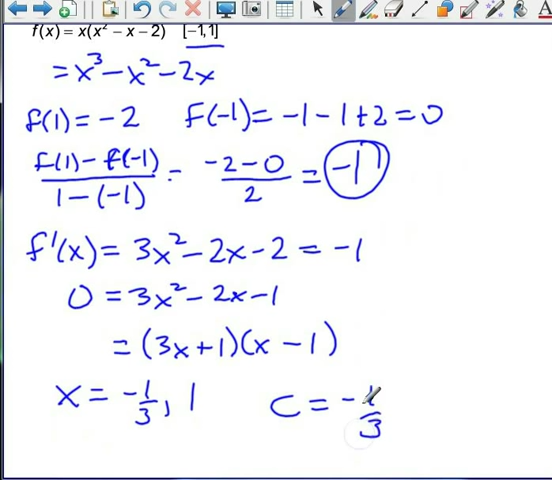 f(x) = x(x² – x – 2) [-1,1]
= x³ - x² - 2x
f(1) = -2 f(-1) = -1 - 1 + 2 = 0
f(1) - f(-1) / 1 - (-1) = -2 - 0 / 2 = -1
f'(x) = 3x² - 2x - 2 = -1
0 = 3x² - 2x - 1
= (3x + 1)(x - 1)
x = -1/3, 1 c = -1/3